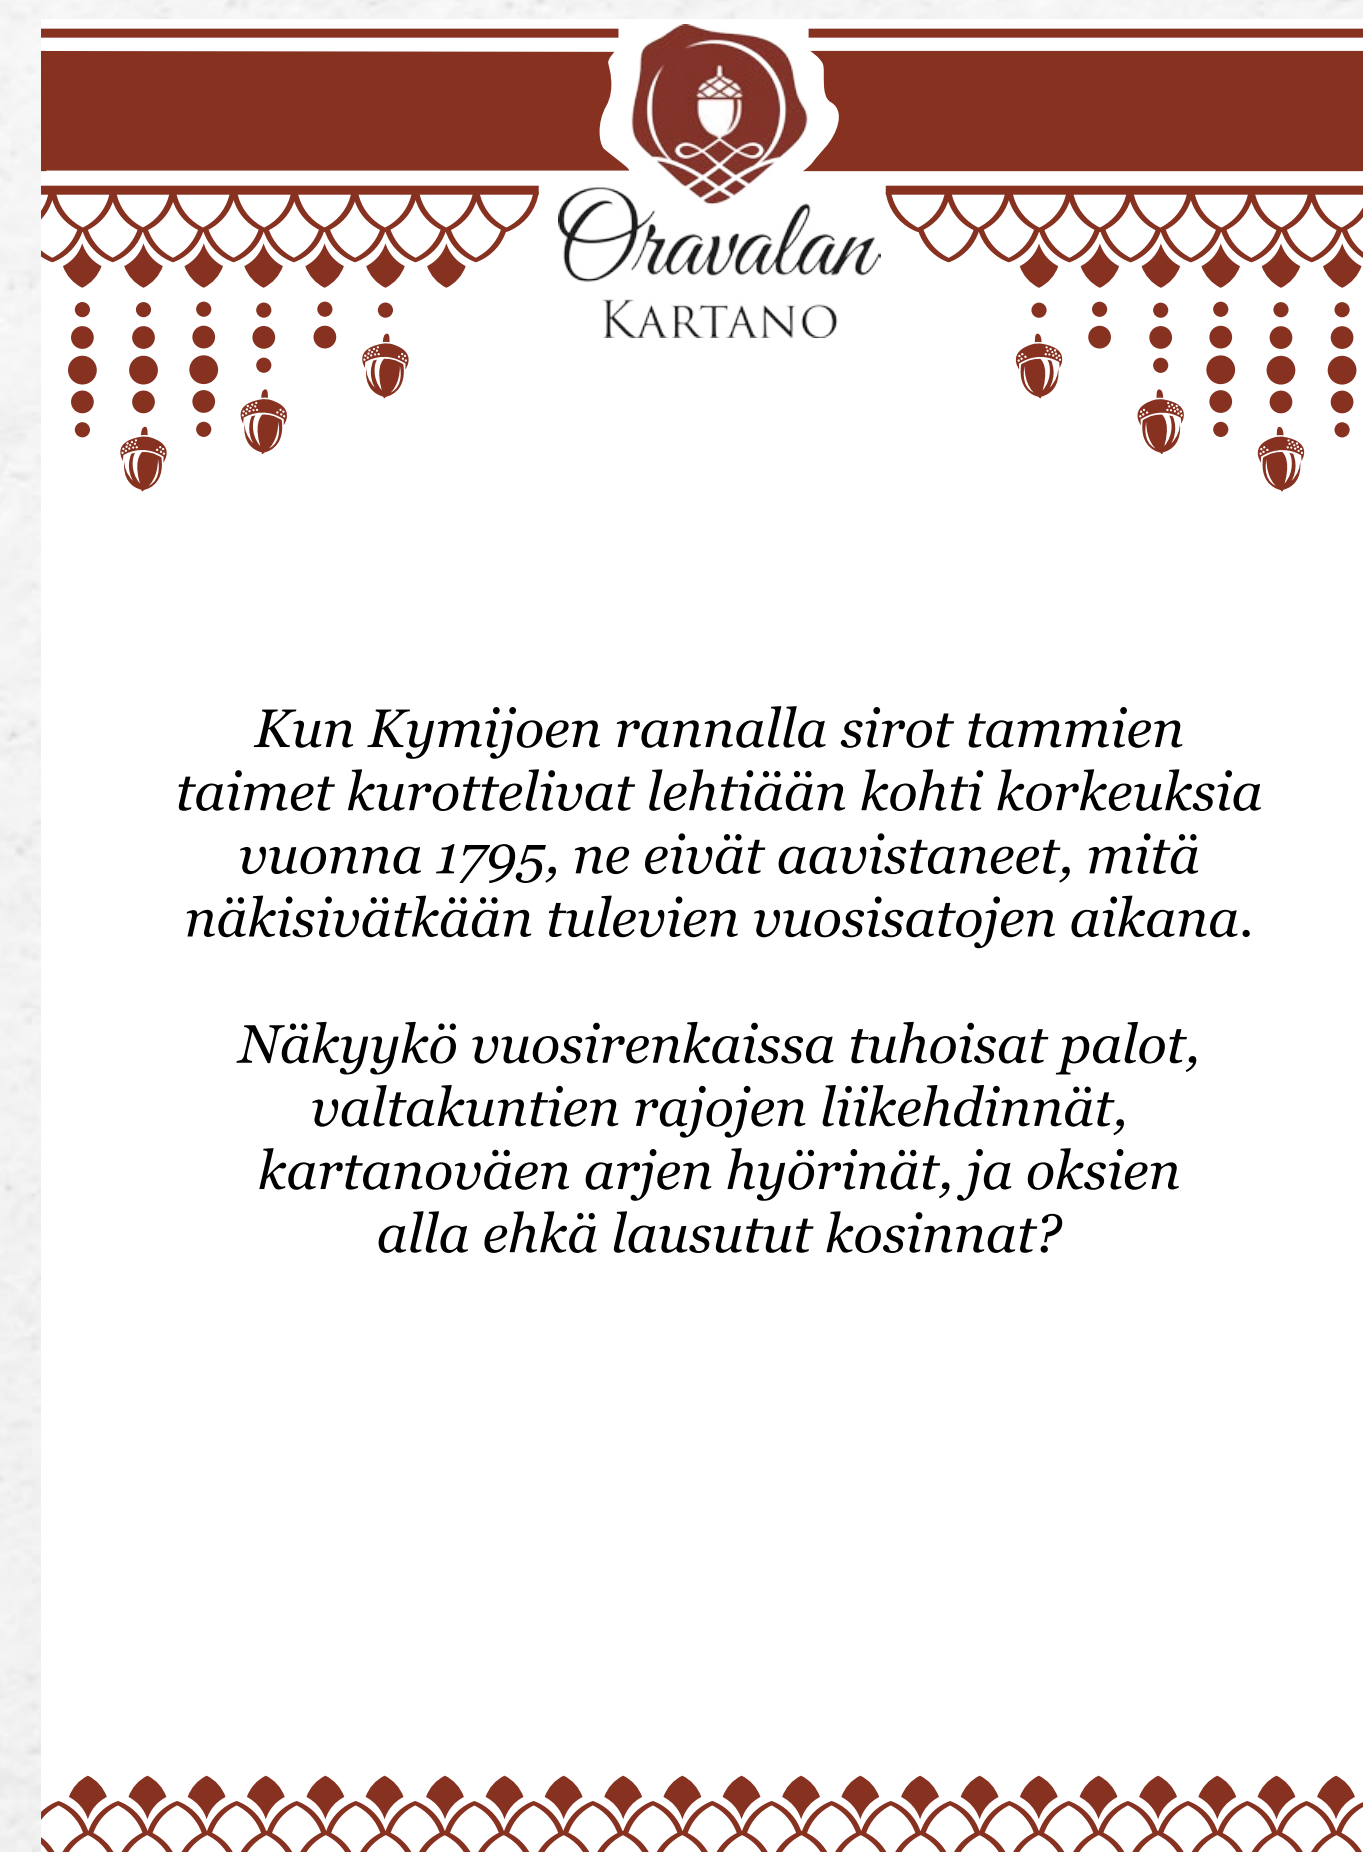 Oravalan
KARTANO
Kun Kymijoen rannalla sirot tammien
taimet kurottelivat lehtiään kohti korkeuksia
vuonna 1795, ne eivät aavistaneet, mitä
näkisivätkään tulevien vuosisatojen aikana.
Näkyykö vuosirenkaissa tuhoisat palot,
valtakuntien rajojen liikehdinnät,
kartanoväen arjen hyörinät, ja oksien
alla ehkä lausutut kosinnat?